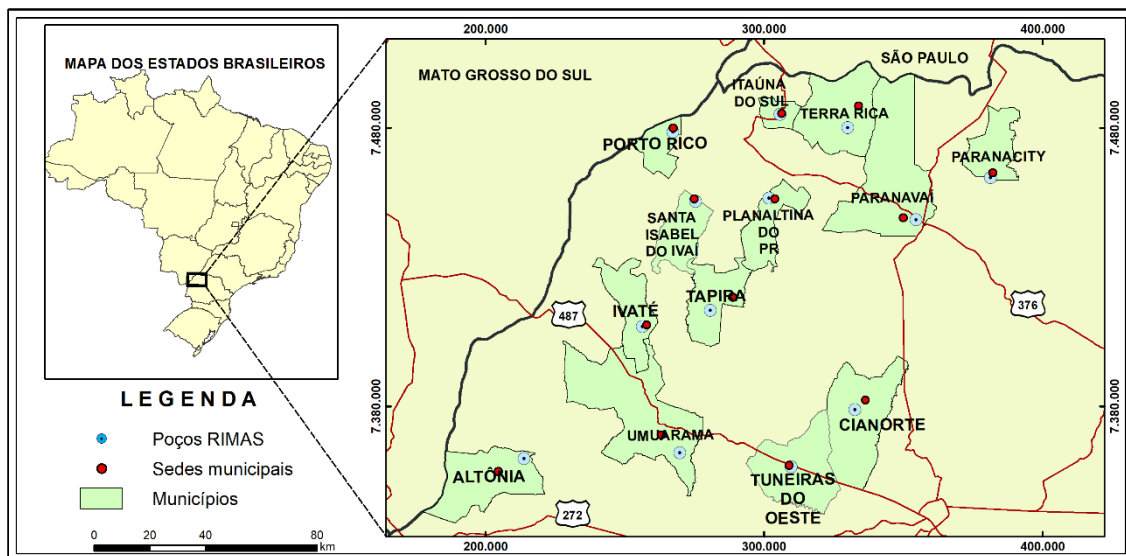 MAPA DOS ESTADOS BRASILEIROS
L E G E N D A
Poços RIMAS
Sedes municipais
Municípios
0 20 40 60 80
km
200.000 300.000 400.000
7.480.000
7.380.000
MATO GROSSO DO SUL
SÃO PAULO
ITAÚNA
DO SUL
TERRA RICA
PORTO RICO
PARANACITY
PARANAVAÍ
SANTA
ISABEL
DO IVAÍ
PLANALTINA
DO
PR
TAPIRA
IVATÉ
487
376
CIANORTE
UMUARAMA
ALTÔNIA
TUNEIRAS
DO
OESTE
272
7.480.000
7.380.000
200.000 300.000 400.000